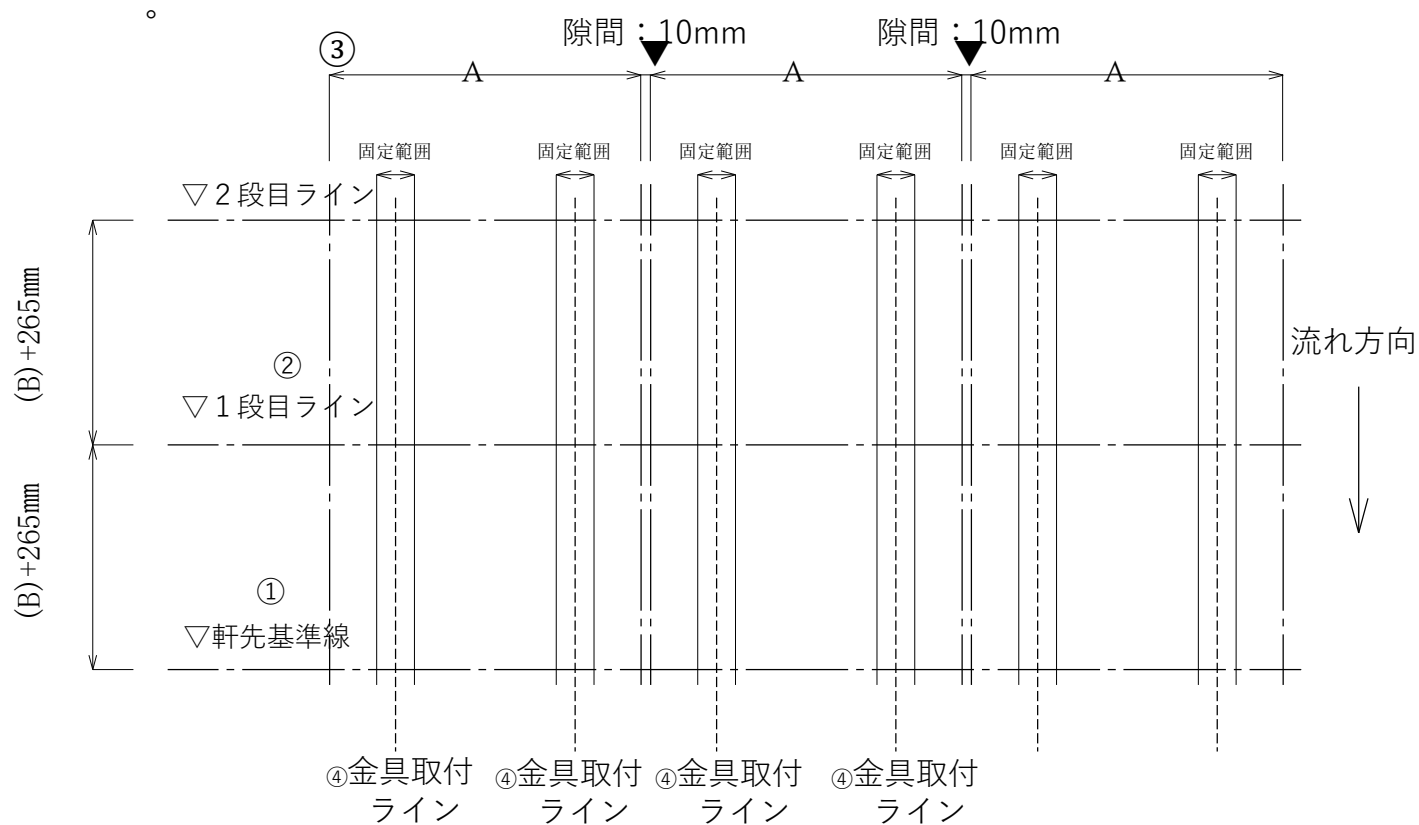 。
③
隙間：10mm 隙間：10mm
A A A
固定範囲 固定範囲 固定範囲 固定範囲 固定範囲 固定範囲
▽２段目ライン
(B)+265mm
流れ方向
②
▽１段目ライン
(B)+265mm
①
▽軒先基準線
④金具取付
ライン
④金具取付
ライン
④金具取付
ライン
④金具取付
ライン